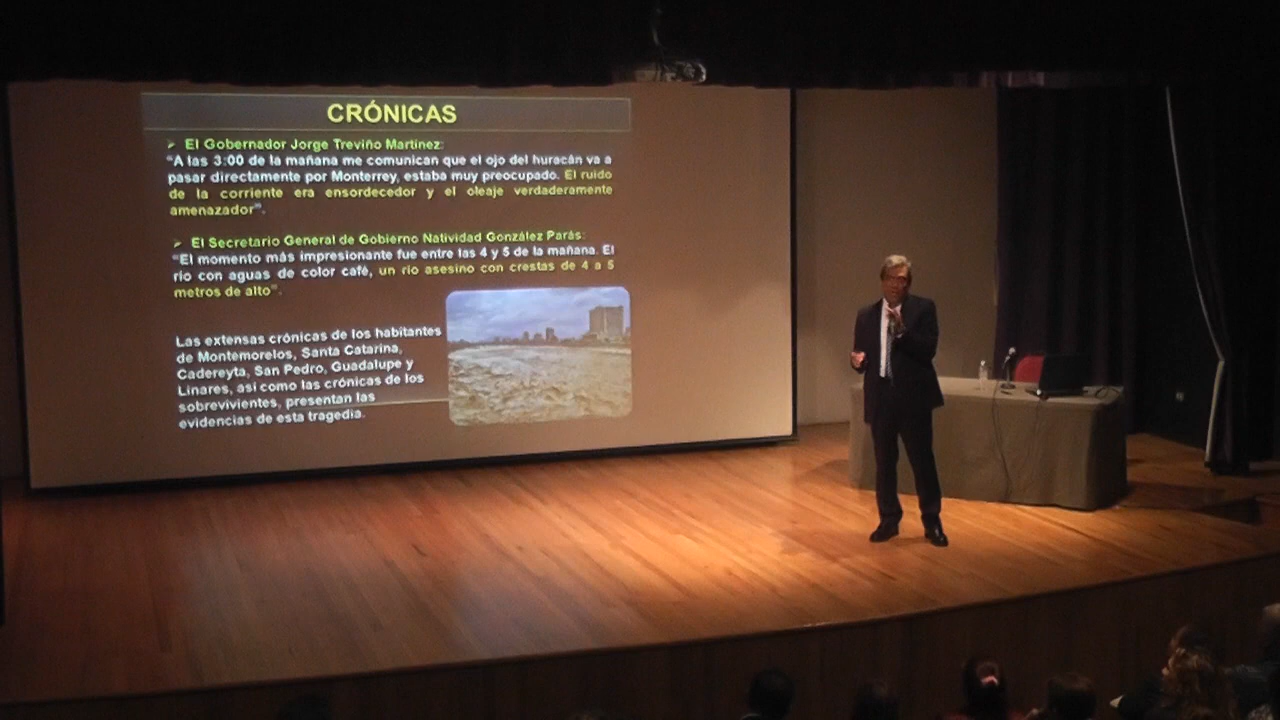 CRÓNICAS
➢ El Gobernador Jorge Treviño Martínez:
"A las 3:00 de la mañana me comunican que el ojo del huracán va a
pasar directamente por Monterrey, estaba muy preocupado. El ruido
de la corriente era ensordecedor y el oleaje verdaderamente
amenazador".
➢ El Secretario General de Gobierno Natividad González Parás:
"El momento más impresionante fue entre las 4 y 5 de la mañana. El
río con aguas de color café, un río asesino con crestas de 4 a 5
metros de alto".
Las extensas crónicas de los habitantes
de Montemorelos, Santa Catarina,
Cadereyta, San Pedro, Guadalupe y
Linares, así como las crónicas de los
sobrevivientes, presentan las
evidencias de esta tragedia.